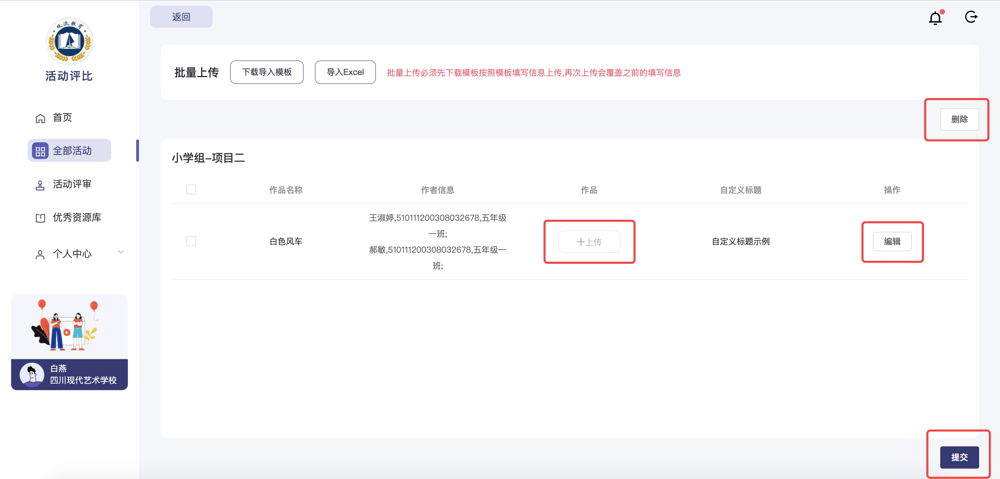 返回
双流教育
活动评比
首页
全部活动
活动评审
优秀资源库
个人中心
白燕
四川现代艺术学校
批量上传
下载导入模板
导入Excel
批量上传必须先下载模板按照模板填写信息上传,再次上传会覆盖之前的填写信息
删除
小学组-项目二
作品名称 作者信息 作品 自定义标题 操作
王淑婷,510111200308032678,五年级
一班;
白色风车
郝敏,510111200308032678,五年级一
班;
十上传
自定义标题示例
编辑
提交